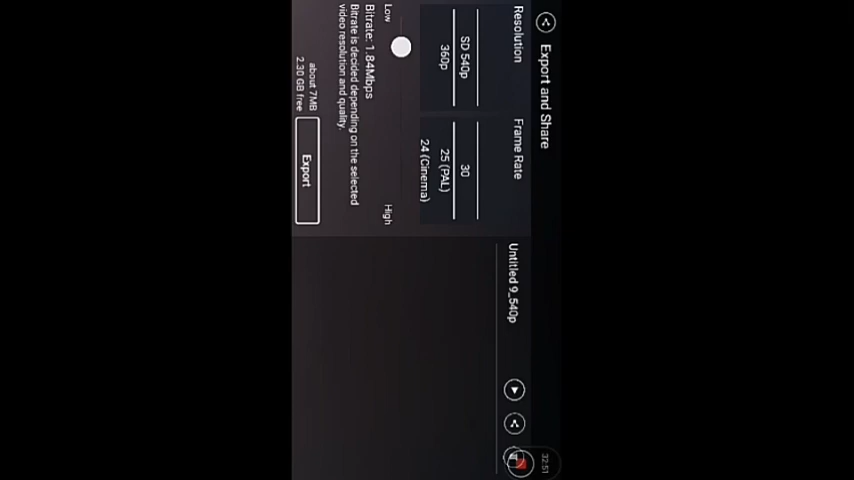 Export and Share
Resolution
SD 540p
360p
Frame Rate
30
25 (PAL)
24 (Cinema)
Low
High
Bitrate: 1.84Mbps
Bitrate is decided depending on the selected
video resolution and quality.
about 7MB
2.30 GB free
Export
Untitled 9_540p
32:51